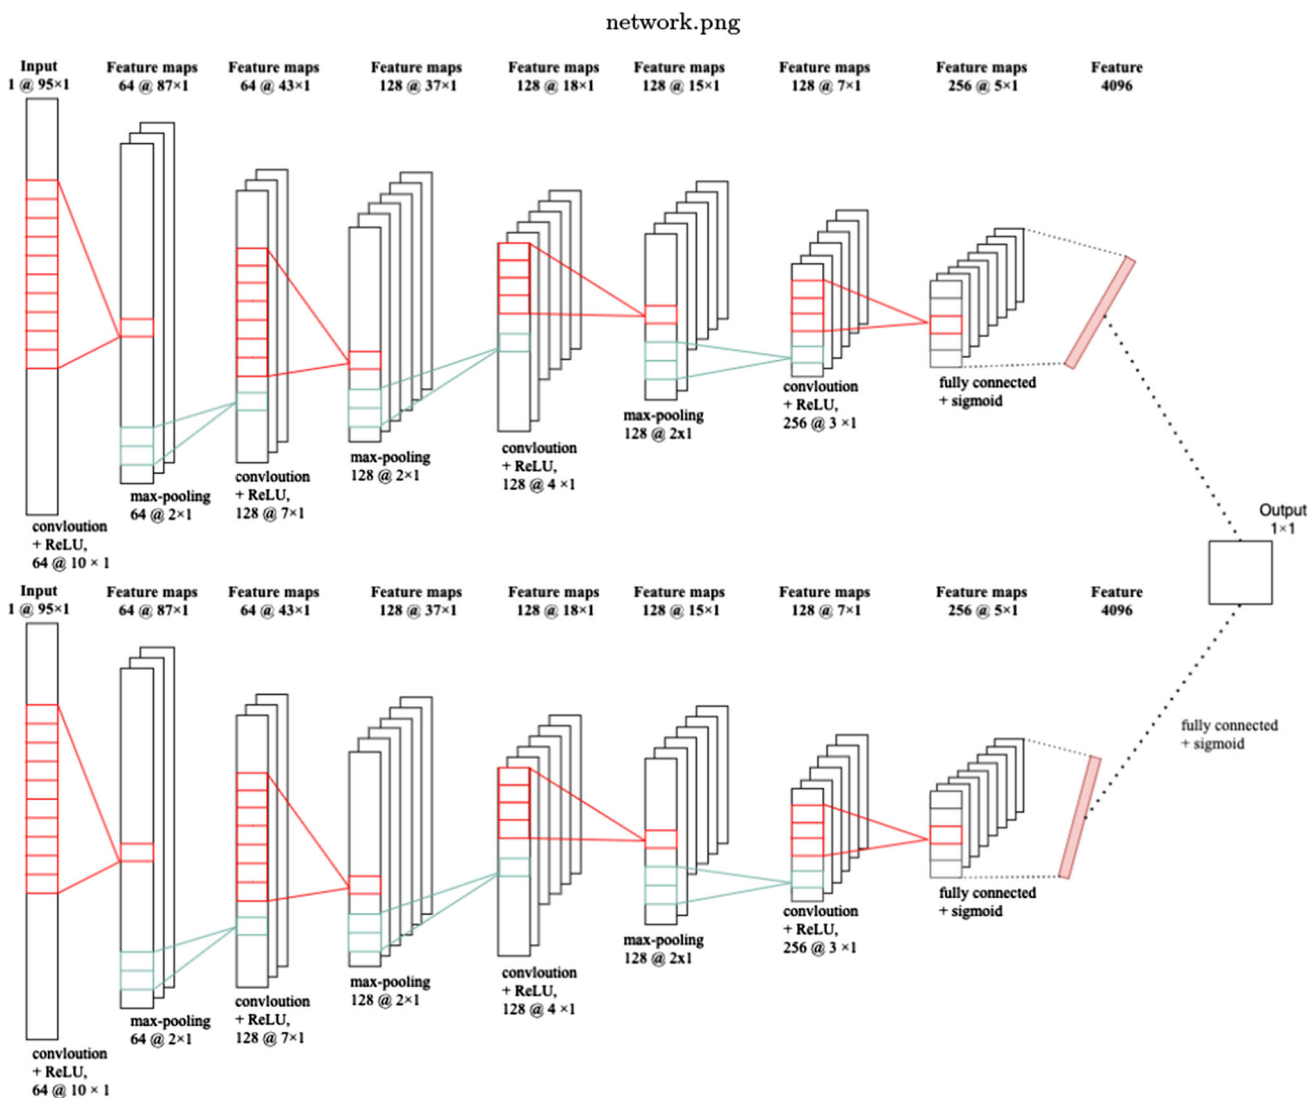 network.png
Input
1 @ 95×1
Feature maps
64 @ 87×1
Feature maps
64 @ 43×1
Feature maps
128 @ 37×1
Feature maps
128 @ 18×1
Feature maps
128 @ 15×1
Feature maps
128 @ 7×1
Feature maps
256 @ 5×1
Feature
4096
convloution
+ ReLU,
64 @ 10 × 1
max-pooling
64 @ 2×1
convloution
+ ReLU,
128 @ 7×1
max-pooling
128 @ 2×1
convloution
+ ReLU,
128 @ 4 ×1
max-pooling
128 @ 2x1
convloution
+ ReLU,
256 @ 3 ×1
fully connected
+ sigmoid
Output
1×1
Input
1 @ 95×1
Feature maps
64 @ 87×1
Feature maps
64 @ 43×1
Feature maps
128 @ 37×1
Feature maps
128 @ 18×1
Feature maps
128 @ 15×1
Feature maps
128 @ 7×1
Feature maps
256 @ 5×1
Feature
4096
convloution
+ ReLU,
64 @ 10 × 1
max-pooling
64 @ 2×1
convloution
+ ReLU,
128 @ 7×1
max-pooling
128 @ 2×1
convloution
+ ReLU,
128 @ 4 ×1
max-pooling
128 @ 2x1
convloution
+ ReLU,
256 @ 3 ×1
fully connected
+ sigmoid
fully connected
+ sigmoid